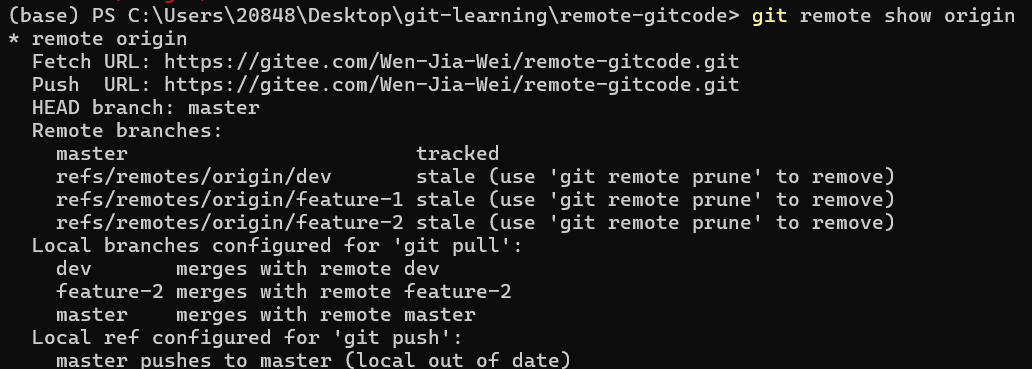 (base) PS C:\Users\20848\Desktop\git-learning\remote-gitcode> git remote show origin
* remote origin
  Fetch URL: https://gitee.com/Wen-Jia-Wei/remote-gitcode.git
  Push  URL: https://gitee.com/Wen-Jia-Wei/remote-gitcode.git
  HEAD branch: master
  Remote branches:
    master                        tracked
    refs/remotes/origin/dev       stale (use 'git remote prune' to remove)
    refs/remotes/origin/feature-1 stale (use 'git remote prune' to remove)
    refs/remotes/origin/feature-2 stale (use 'git remote prune' to remove)
  Local branches configured for 'git pull':
    dev       merges with remote dev
    feature-2 merges with remote feature-2
    master    merges with remote master
  Local ref configured for 'git push':
    master pushes to master (local out of date)